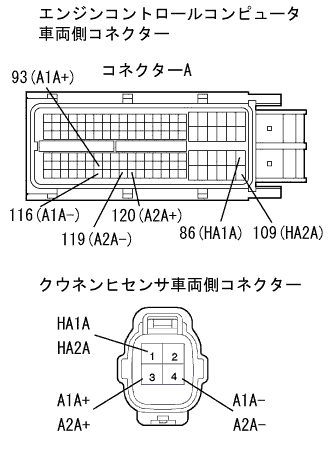 エンジンコントロールコンピュータ
車両側コネクター
コネクターA
93(A1A+)
116(A1A-)
120(A2A+)
119(A2A-)
86(HA1A)
109(HA2A)
クウネンヒセンサ車両側コネクター
HA1A
HA2A
1
2
3
4
A1A+
A2A+
A1A-
A2A-